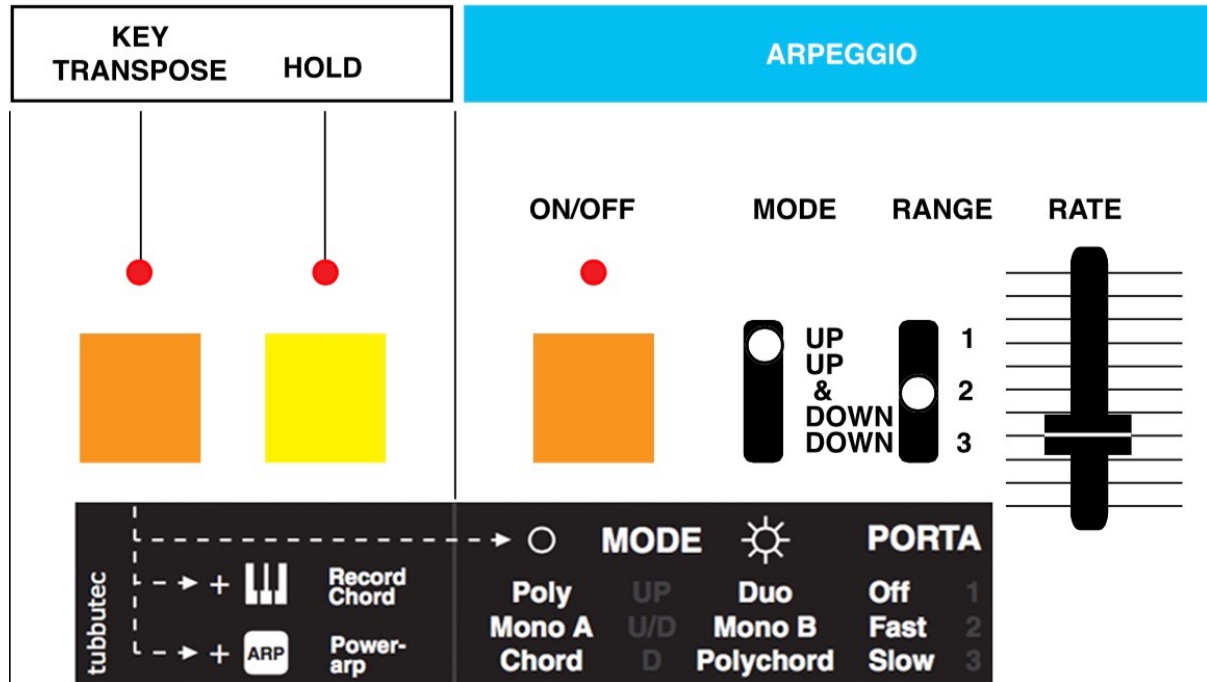 KEY
TRANSPOSE
HOLD
ARPEGGIO
ON/OFF
MODE
RANGE
RATE
UP
UP
&
DOWN
DOWN
1
2
3
tubbutec
+ Record
Chord
+ ARP Power-
arp
MODE PORTA
Poly UP Duo Off 1
Mono A U/D Mono B Fast 2
Chord D Polychord Slow 3